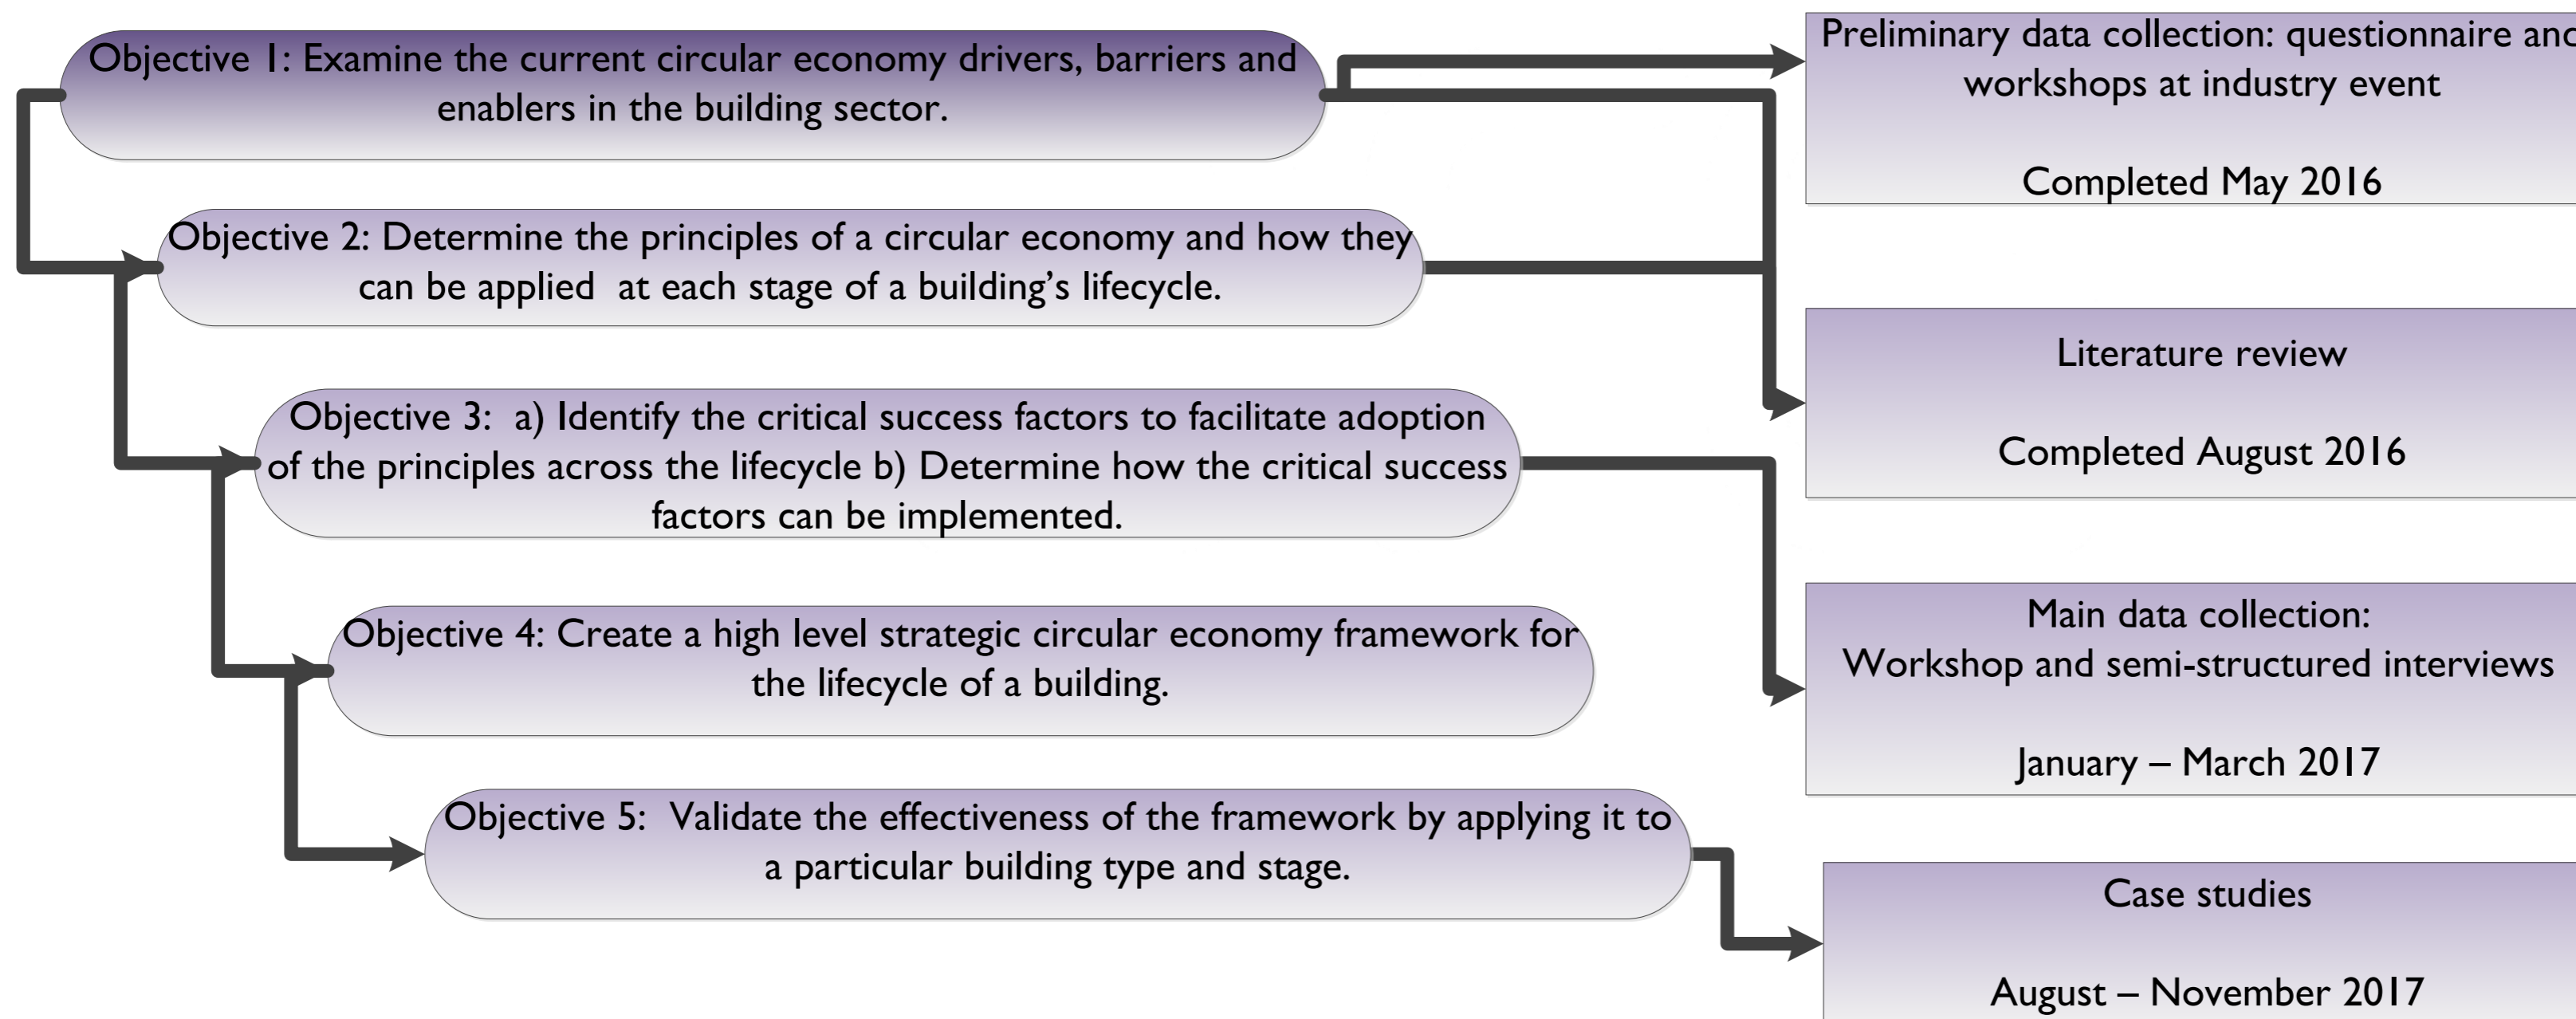 Objective 1: Examine the current circular economy drivers, barriers and
enablers in the building sector.
Objective 2: Determine the principles of a circular economy and how they
can be applied  at each stage of a building’s lifecycle.
Objective 3:  a) Identify the critical success factors to facilitate adoption
of the principles across the lifecycle b) Determine how the critical success
factors can be implemented.
Objective 4: Create a high level strategic circular economy framework for
the lifecycle of a building.
Objective 5:  Validate the effectiveness of the framework by applying it to
a particular building type and stage.
Preliminary data collection: questionnaire and
workshops at industry event
Completed May 2016
Literature review
Completed August 2016
Main data collection:
Workshop and semi-structured interviews
January – March 2017
Case studies
August – November 2017